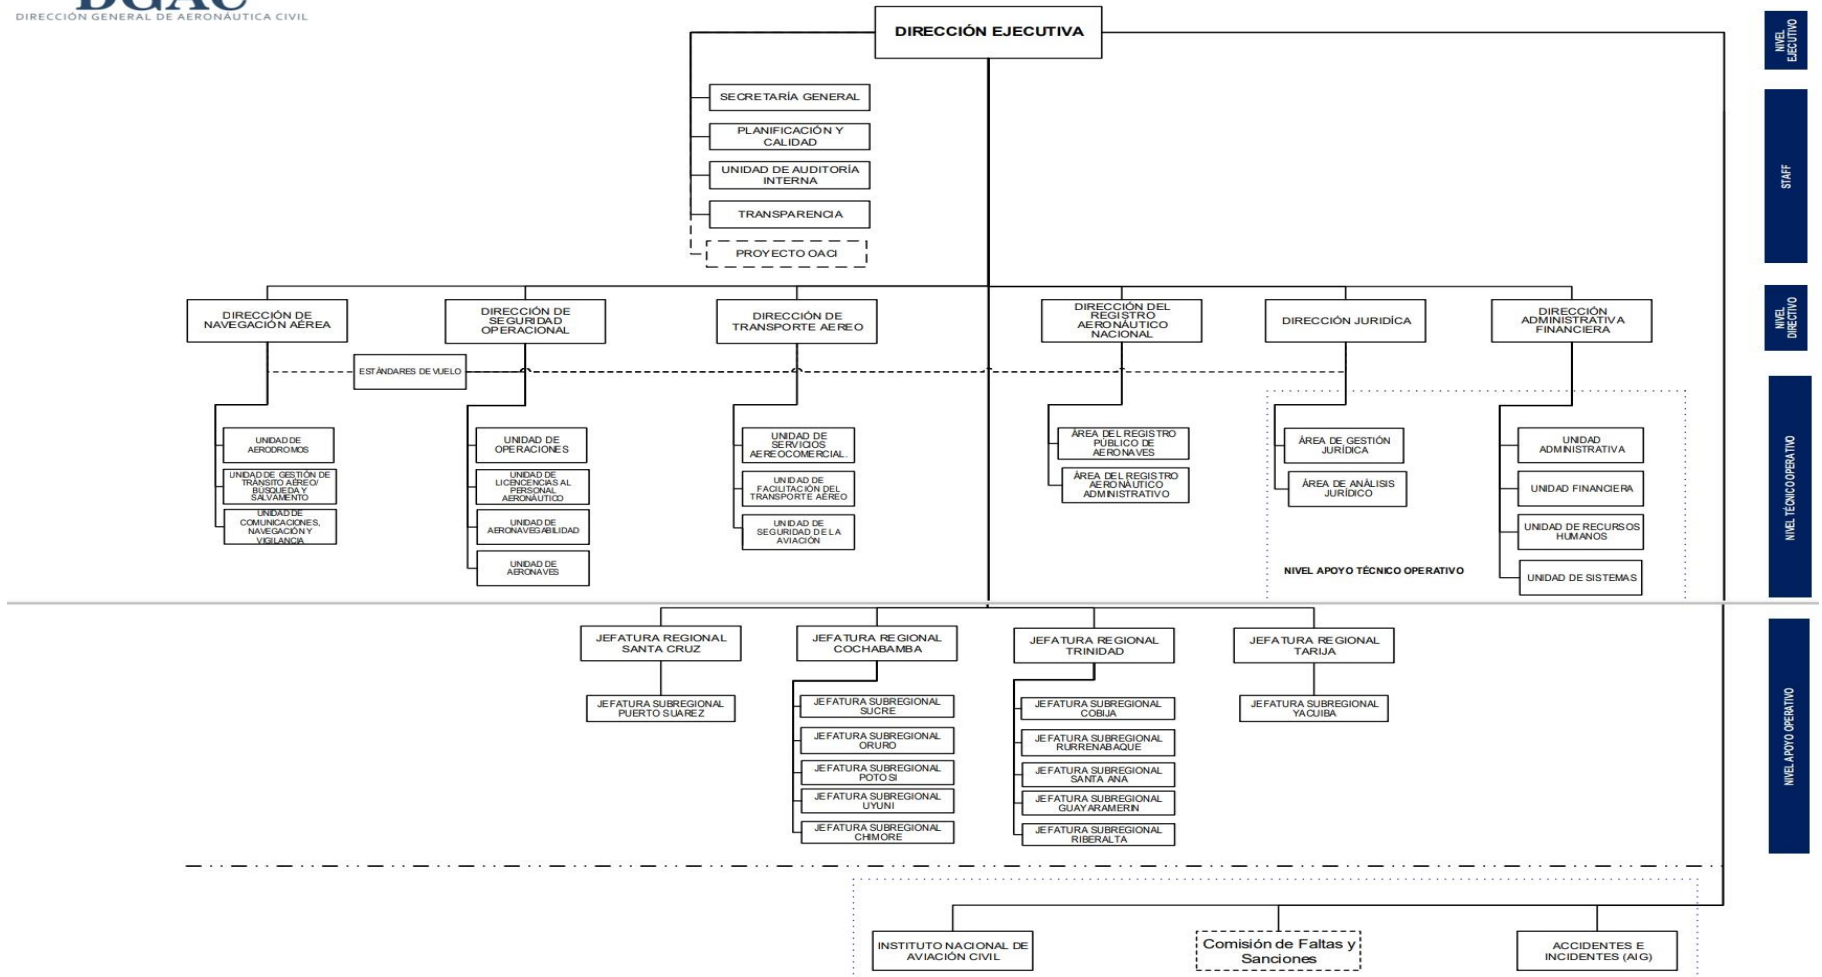 DGAC
DIRECCIÓN GENERAL DE AERONÁUTICA CIVIL
DIRECCIÓN EJECUTIVA
NIVEL
EJECUTIVO
SECRETARÍA GENERAL
PLANIFICACIÓN Y
CALIDAD
UNIDAD DE AUDITORÍA
INTERNA
TRANSPARENCIA
PROYECTO OACI
STAFF
DIRECCIÓN DE
NAVEGACIÓN AÉREA
DIRECCIÓN DE
SEGURIDAD
OPERACIONAL
DIRECCIÓN DE
TRANSPORTE AEREO
DIRECCIÓN DEL
REGISTRO
AERONÁUTICO
NACIONAL
DIRECCIÓN JURIDÍCA
DIRECCIÓN
ADMINISTRATIVA
FINANCIERA
NIVEL
DIRECTIVO
ESTÁNDARES DE VUELO
UNIDAD DE
AERODROMOS
UNIDAD DE GESTIÓN DE
TRÁNSITO AÉREO/
BÚSQUEDA Y
SALVAMENTO
UNIDAD DE
COMUNICACIONES,
NAVEGACIÓN Y
VIGILANCIA
UNIDAD DE
OPERACIONES
UNIDAD DE
LICENCENCIAS AL
PERSONAL
AERONÁUTICO
UNIDAD DE
AERONAVEGABILIDAD
UNIDAD DE
AERONAVES
UNIDAD DE
SERVICIOS
AEREOCOMERCIAL.
UNIDAD DE
FACILITACIÓN DEL
TRANSPORTE AÉREO
UNIDAD DE
SEGURIDAD DE LA
AVIACIÓN
ÁREA DEL REGISTRO
PÚBLICO DE
AERONAVES
ÁREA DEL REGISTRO
AERONÁUTICO
ADMINISTRATIVO
ÁREA DE GESTIÓN
JURÍDICA
ÁREA DE ANÁLISIS
JURÍDICO
UNIDAD
ADMINISTRATIVA
UNIDAD FINANCIERA
UNIDAD DE RECURSOS
HUMANOS
UNIDAD DE SISTEMAS
NIVEL APOYO TÉCNICO OPERATIVO
NIVEL TÉCNICO OPERATIVO
JEFATURA REGIONAL
SANTA CRUZ
JEFATURA REGIONAL
COCHABAMBA
JEFATURA REGIONAL
TRINIDAD
JEFATURA REGIONAL
TARIJA
JEFATURA SUBREGIONAL
PUERTO SUAREZ
JEFATURA SUBREGIONAL
SUCRE
JEFATURA SUBREGIONAL
ORURO
JEFATURA SUBREGIONAL
POTOSI
JEFATURA SUBREGIONAL
UYUNI
JEFATURA SUBREGIONAL
CHIMORE
JEFATURA SUBREGIONAL
COBIJA
JEFATURA SUBREGIONAL
RURRENABAQUE
JEFATURA SUBREGIONAL
SANTA ANA
JEFATURA SUBREGIONAL
GUAYARAMERIN
JEFATURA SUBREGIONAL
RIBERALTA
JEFATURA SUBREGIONAL
YACUIBA
NIVEL APOYO OPERATIVO
INSTITUTO NACIONAL DE
AVIACIÓN CIVIL
Comisión de Faltas y
Sanciones
ACCIDENTES E
INCIDENTES (AIG)